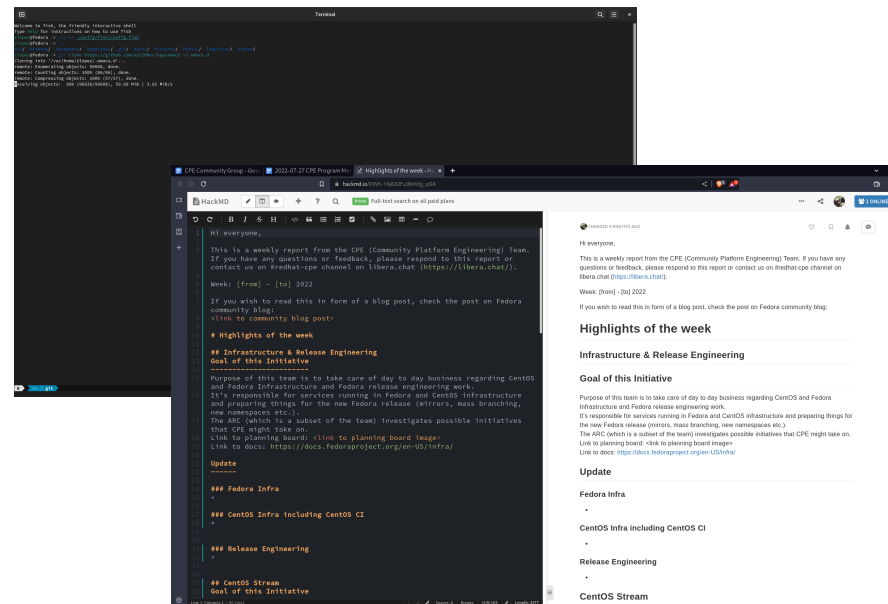 Terminal
Welcome to fish, the friendly interactive shell
Type help for instructions on how to use fish
remote: Enumerating objects: 96608, done.
remote: Counting objects: 100% (86/86), done.
remote: Compressing objects: 100% (57/57), done.
CPE Community Group - Goo
2022-07-27 CPE Program Me
Highlights of the week - Ha
HackMD
Prime Full-text search on all paid plans
1 ONLINE
Hi everyone,
This is a weekly report from the CPE (Community Platform Engineering) Team.
If you have any questions or feedback, please respond to this report or
contact us on #redhat-cpe channel on libera.chat (https://libera.chat/).
Week: [from] - [to] 2022
If you wish to read this in form of a blog post, check the post on Fedora
community blog:
<link to community blog post>
# Highlights of the week
## Infrastructure & Release Engineering
Goal of this Initiative
-----------------------
Purpose of this team is to take care of day to day business regarding CentOS
and Fedora Infrastructure and Fedora release engineering work.
It's responsible for services running in Fedora and CentOS infrastructure
and preparing things for the new Fedora release (mirrors, mass branching,
new namespaces etc.).
The ARC (which is a subset of the team) investigates possible initiatives
that CPE might take on.
Link to planning board: <link to planning board image>
Link to docs: https://docs.fedoraproject.org/en-US/infra/
Update
------
### Fedora Infra
*
### CentOS Infra including CentOS CI
*
### Release Engineering
*
## CentOS Stream
Goal of this Initiative
CHANGED 4 MINUTES AGO
Hi everyone,
This is a weekly report from the CPE (Community Platform Engineering) Team. If you have any
questions or feedback, please respond to this report or contact us on #redhat-cpe channel on
libera.chat (https://libera.chat/).
Week: [from] - [to] 2022
If you wish to read this in form of a blog post, check the post on Fedora community blog:
Highlights of the week
Infrastructure & Release Engineering
Goal of this Initiative
Purpose of this team is to take care of day to day business regarding CentOS and Fedora
Infrastructure and Fedora release engineering work.
It's responsible for services running in Fedora and CentOS infrastructure and preparing things for
the new Fedora release (mirrors, mass branching, new namespaces etc.).
The ARC (which is a subset of the team) investigates possible initiatives that CPE might take on.
Link to planning board: <link to planning board image>
Link to docs: https://docs.fedoraproject.org/en-US/infra/
Update
Fedora Infra
•
CentOS Infra including CentOS CI
•
Release Engineering
•
CentOS Stream